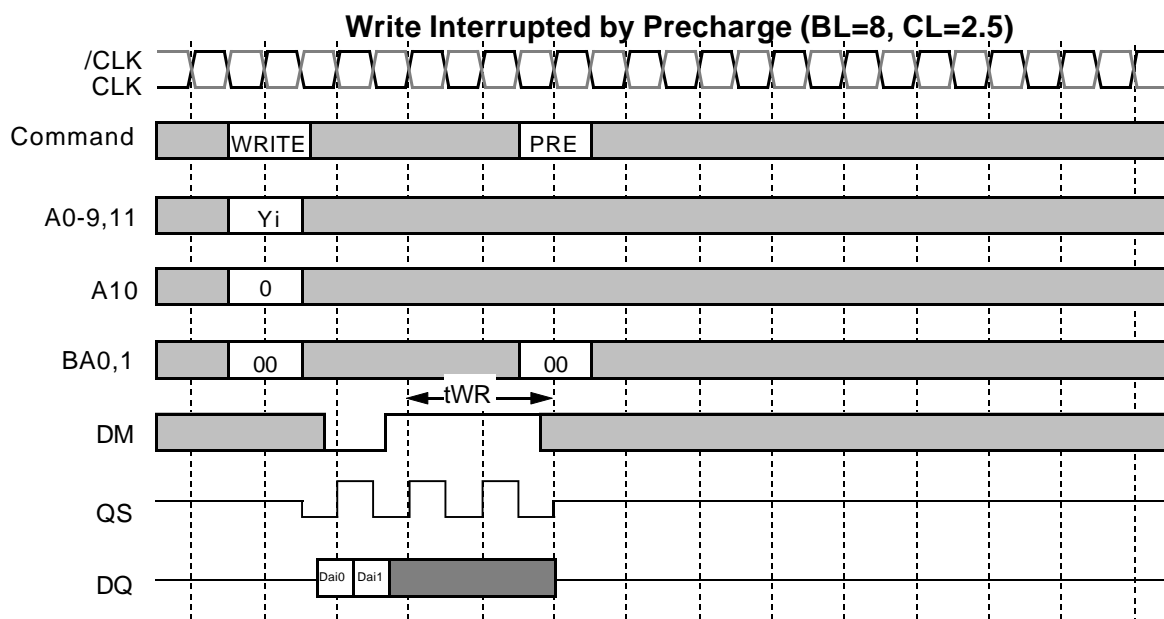 Write Interrupted by Precharge (BL=8, CL=2.5)
/CLK
CLK
Command
WRITE
PRE
A0-9,11
Yi
A10
0
BA0,1
00
00
tWR
DM
QS
Dai0
Dai1
DQ